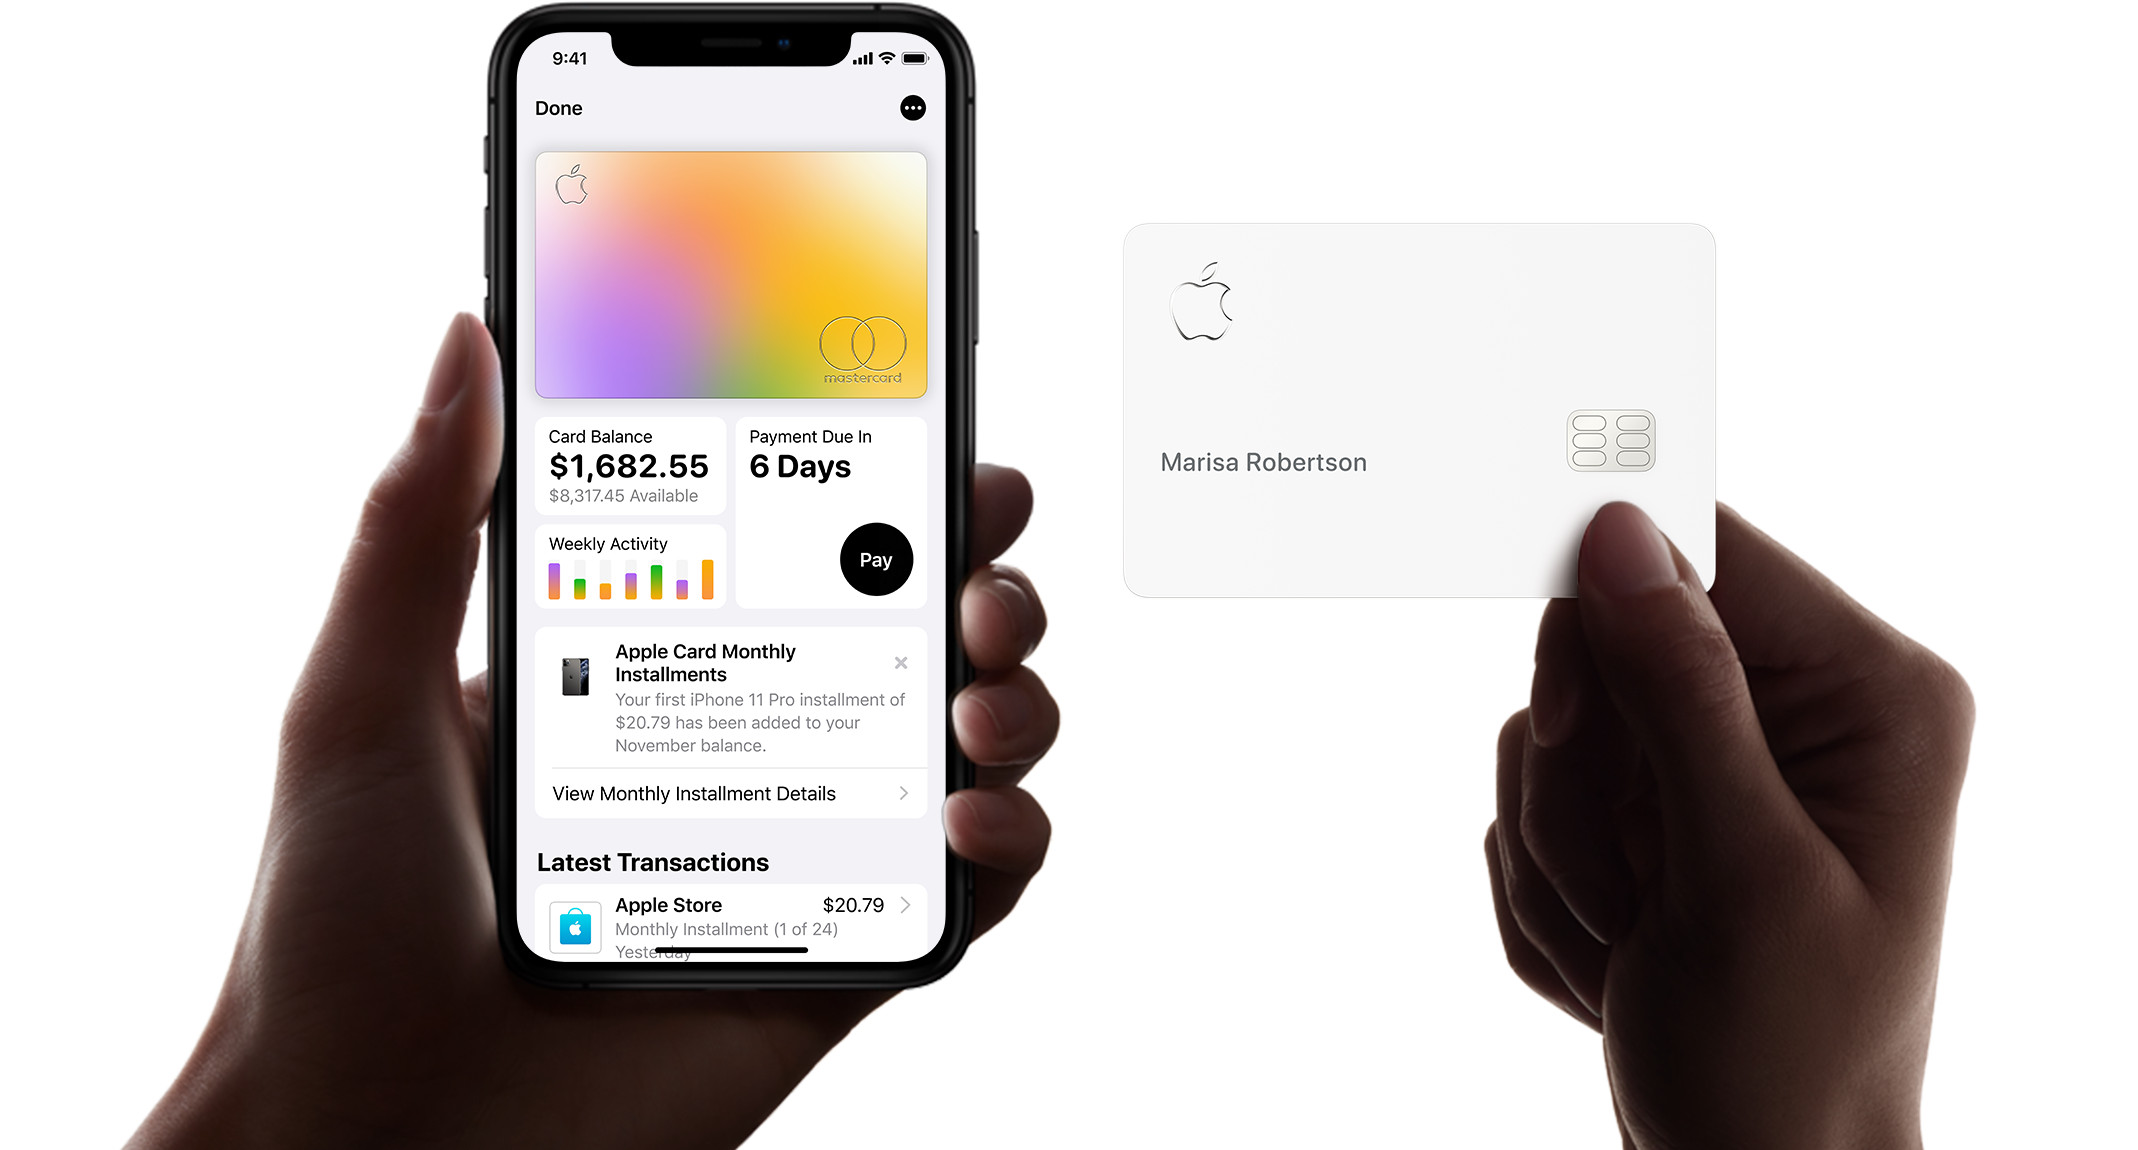 9:41
Done
mastercard
Card Balance
$1,682.55
$8,317.45 Available
Payment Due In
6 Days
Weekly Activity
Pay
Apple Card Monthly
Installments
Your first iPhone 11 Pro installment of
$20.79 has been added to your
November balance.
View Monthly Installment Details
Latest Transactions
Apple Store $20.79
Monthly Installment (1 of 24)
Yesterday
Marisa Robertson